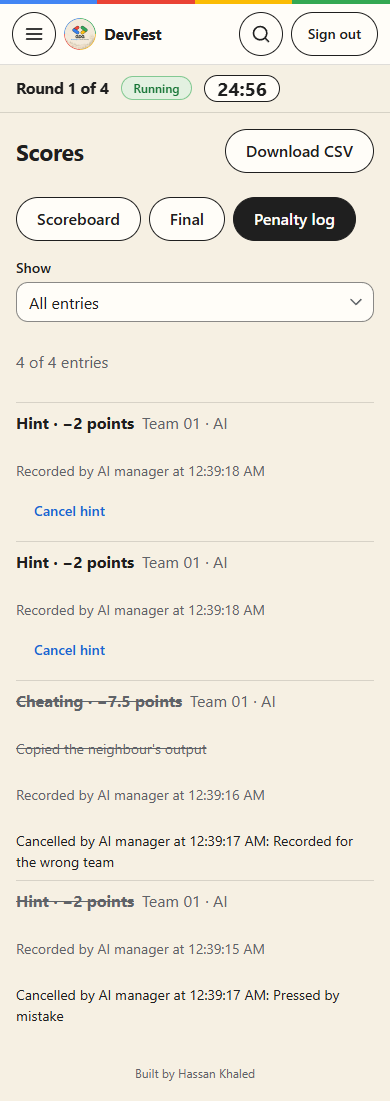 DevFest
Sign out
Round 1 of 4
Running
24:56
Scores
Download CSV
Scoreboard
Final
Penalty log
Show
All entries
4 of 4 entries
Hint · −2 points Team 01 · AI
Recorded by AI manager at 12:39:18 AM
Cancel hint
Hint · −2 points Team 01 · AI
Recorded by AI manager at 12:39:18 AM
Cancel hint
Cheating · −7.5 points Team 01 · AI
Copied the neighbour's output
Recorded by AI manager at 12:39:16 AM
Cancelled by AI manager at 12:39:17 AM: Recorded for
the wrong team
Hint · −2 points Team 01 · AI
Recorded by AI manager at 12:39:15 AM
Cancelled by AI manager at 12:39:17 AM: Pressed by
mistake
Built by Hassan Khaled